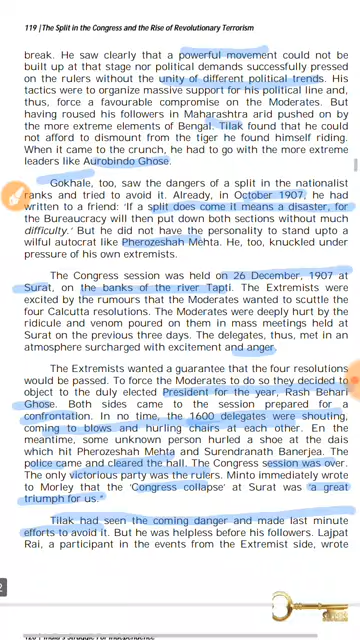 119 | The Split in the Congress and the Rise of Revolutionary Terrorism
break. He saw clearly that a powerful movement could not be
built up at that stage nor political demands successfully pressed
on the rulers without the unity of different political trends. His
tactics were to organize massive support for his political line and,
thus, force a favourable compromise on the Moderates. But
having roused his followers in Maharashtra arid pushed on by
the more extreme elements of Bengal. Tilak found that he could
not afford to dismount from the tiger he found himself riding.
When it came to the crunch, he had to go with the more extreme
leaders like Aurobindo Ghose.
Gokhale, too, saw the dangers of a split in the nationalist
ranks and tried to avoid it. Already, in October 1907, he had
written to a friend: ‘If a split does come it means a disaster, for
the Bureaucracy will then put down both sections without much
difficulty.’ But he did not have the personality to stand upto a
wilful autocrat like Pherozeshah Mehta. He, too, knuckled under
pressure of his own extremists.
The Congress session was held on 26 December, 1907 at
Surat, on the banks of the river Tapti. The Extremists were
excited by the rumours that the Moderates wanted to scuttle the
four Calcutta resolutions. The Moderates were deeply hurt by the
ridicule and venom poured on them in mass meetings held at
Surat on the previous three days. The delegates, thus, met in an
atmosphere surcharged with excitement and anger.
The Extremists wanted a guarantee that the four resolutions
would be passed. To force the Moderates to do so they decided to
object to the duly elected President for the year, Rash Behari
Ghose. Both sides came to the session prepared for a
confrontation. In no time, the 1600 delegates were shouting,
coming to blows and hurling chairs at each other. En the
meantime, some unknown person hurled a shoe at the dais
which hit Pherozeshah Mehta and Surendranath Banerjea. The
police came and cleared the hall. The Congress session was over.
The only victorious party was the rulers. Minto immediately wrote
to Morley that the ‘Congress collapse’ at Surat was ‘a great
triumph for us.’
Tilak had seen the coming danger and made last minute
efforts to avoid it. But he was helpless before his followers. Lajpat
Rai, a participant in the events from the Extremist side, wrote
2
120 | India's Struggle For Independence